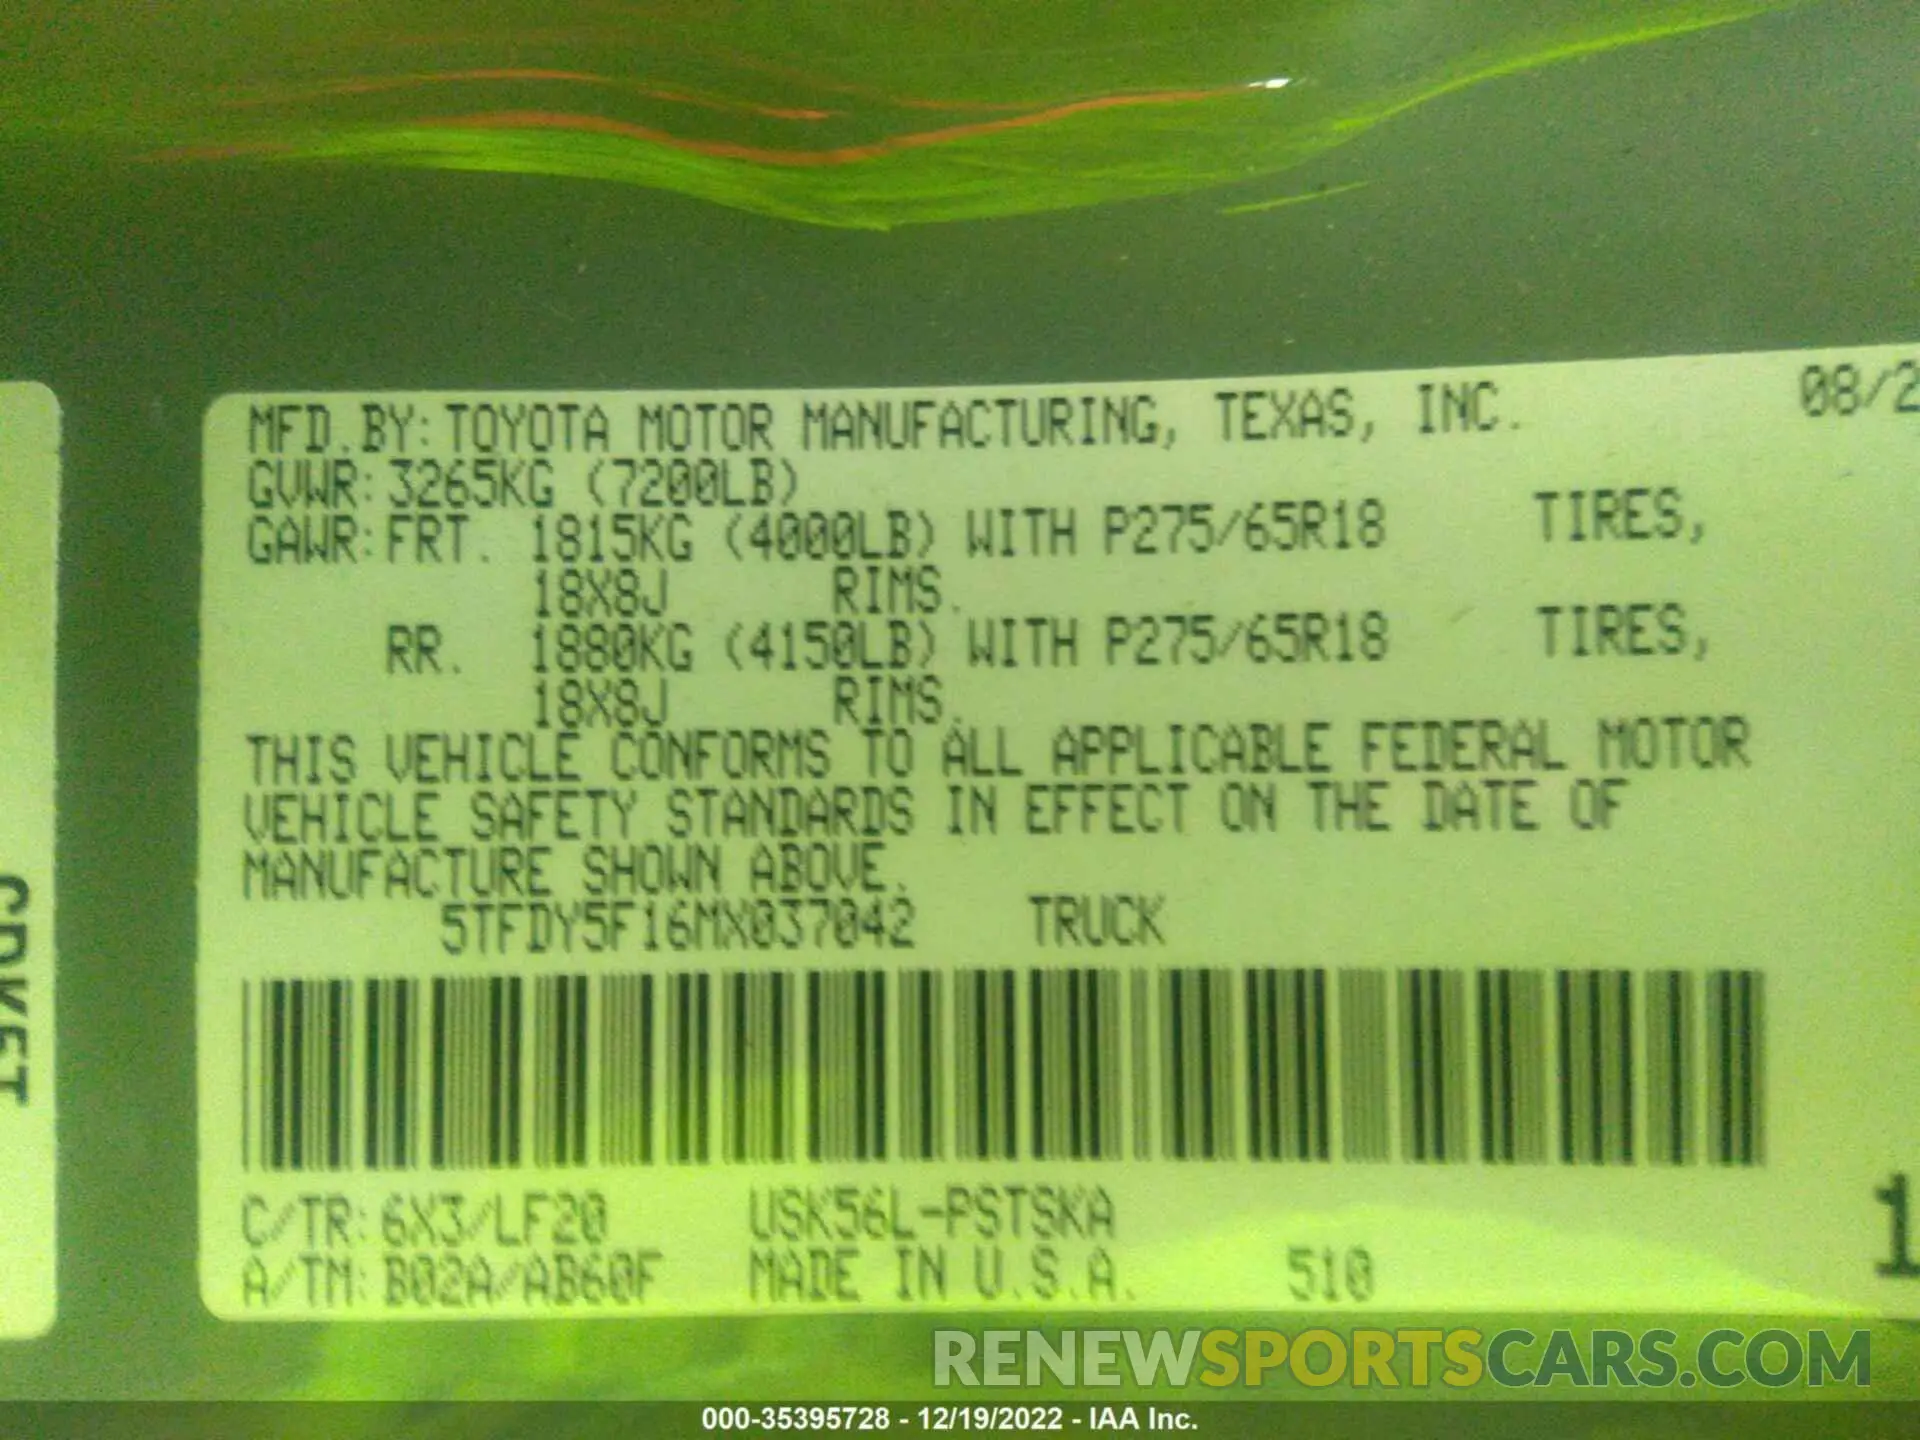 MFD.BY:TOYOTA MOTOR MANUFACTURING, TEXAS, INC. 08/2
GVWR:3265KG (7200LB)
GAWR:FRT. 1815KG (4000LB) WITH P275/65R18 TIRES,
18X8J RIMS.
RR. 1880KG (4150LB) WITH P275/65R18 TIRES,
18X8J RIMS.
THIS VEHICLE CONFORMS TO ALL APPLICABLE FEDERAL MOTOR
VEHICLE SAFETY STANDARDS IN EFFECT ON THE DATE OF
MANUFACTURE SHOWN ABOVE.
5TFDY5F16MX037042 TRUCK
C/TR:6X3/LF20 USK56L-PSTSKA
A/TM:B02A/AB60F MADE IN U.S.A. 510
1
RENEWSPORTSCARS.COM
000-35395728 - 12/19/2022 - IAA Inc.